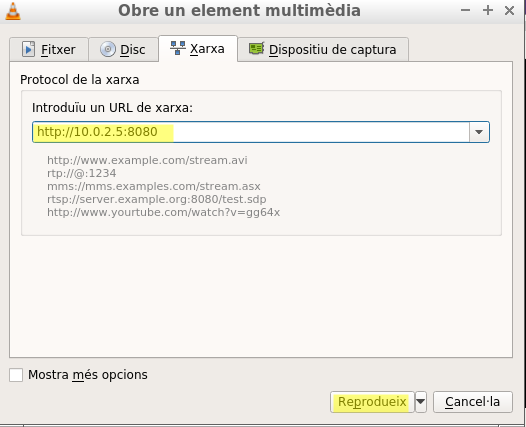 Obre un element multimèdia
Fitxer Disc Xarxa Dispositiu de captura
Protocol de la xarxa
Introduïu un URL de xarxa:
http://10.0.2.5:8080
http://www.example.com/stream.avi
rtp://@:1234
mms://mms.examples.com/stream.asx
rtsp://server.example.org:8080/test.sdp
http://www.yourtube.com/watch?v=gg64x
Mostra més opcions
Reprodueix Cancel·la